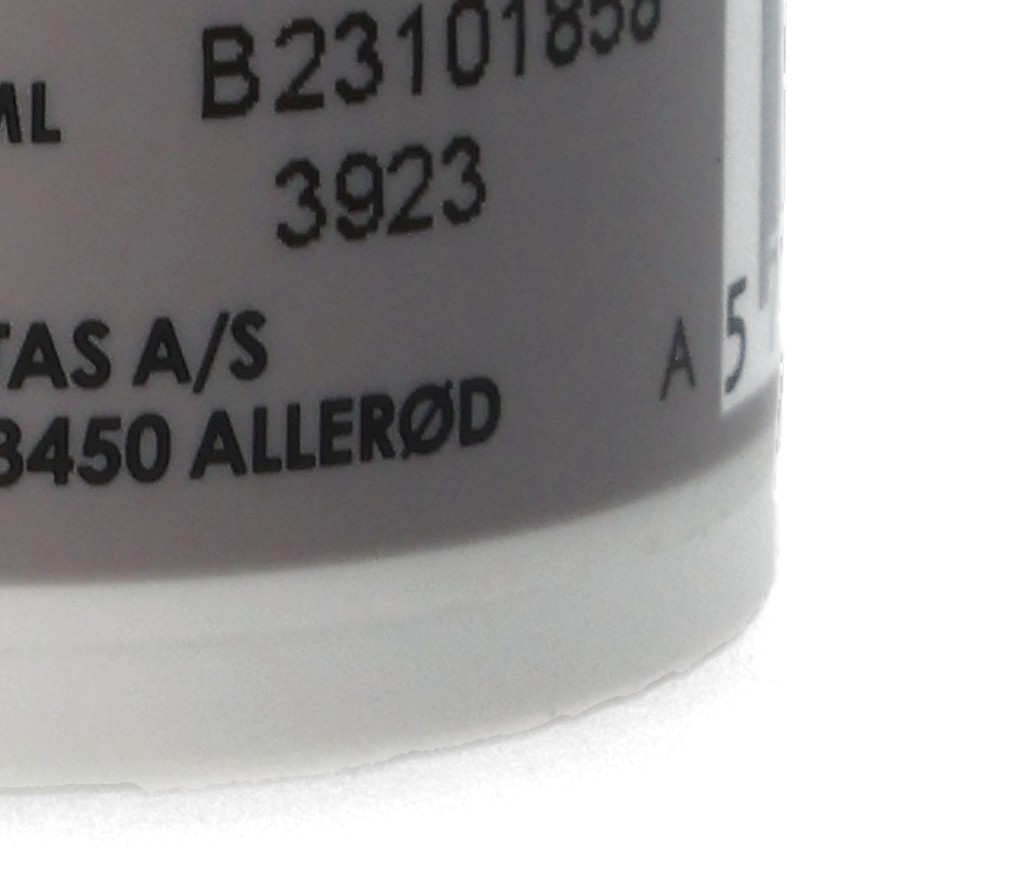 ML B23101858
3923
TAS A/S
3450 ALLERØD
A 5